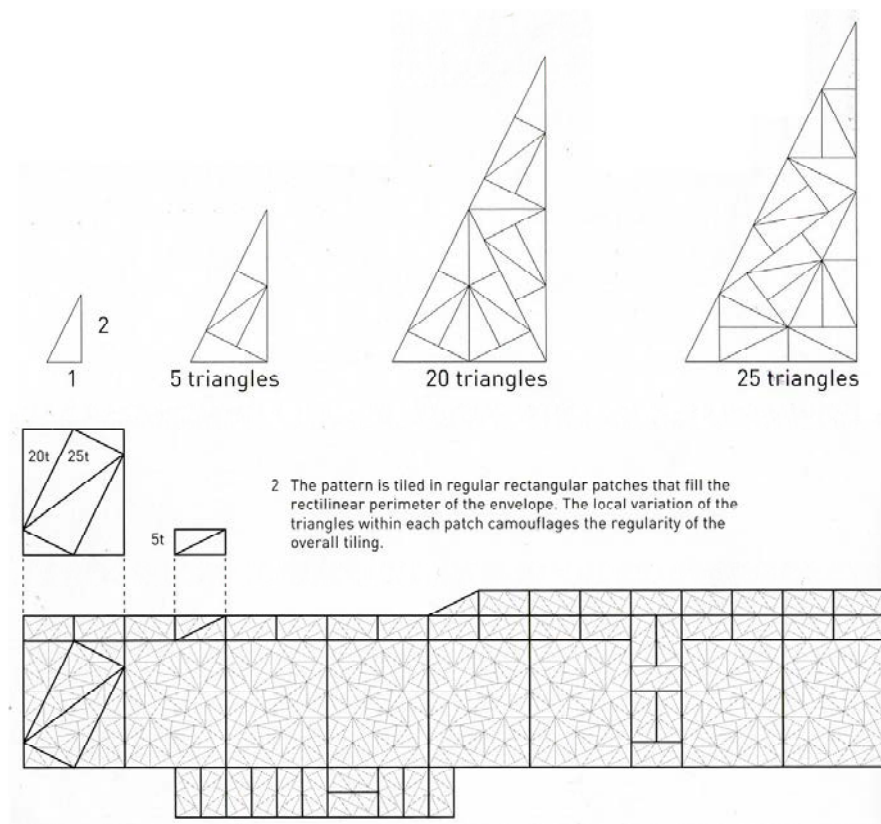 2
1
5 triangles
20 triangles
25 triangles
20t
25t
5t
2 The pattern is tiled in regular rectangular patches that fill the
rectilinear perimeter of the envelope. The local variation of the
triangles within each patch camouflages the regularity of the
overall tiling.